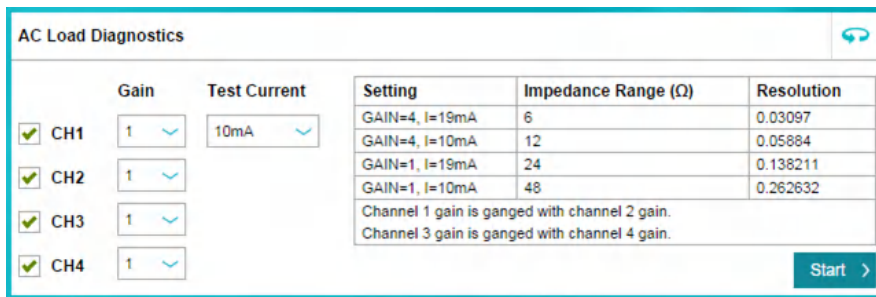 AC Load Diagnostics
Gain Test Current
CH1 1 10mA
CH2 1
CH3 1
CH4 1
Setting Impedance Range (Ω) Resolution
GAIN=4, I=19mA 6 0.03097
GAIN=4, I=10mA 12 0.05884
GAIN=1, I=19mA 24 0.138211
GAIN=1, I=10mA 48 0.262632
Channel 1 gain is ganged with channel 2 gain.
Channel 3 gain is ganged with channel 4 gain.
Start